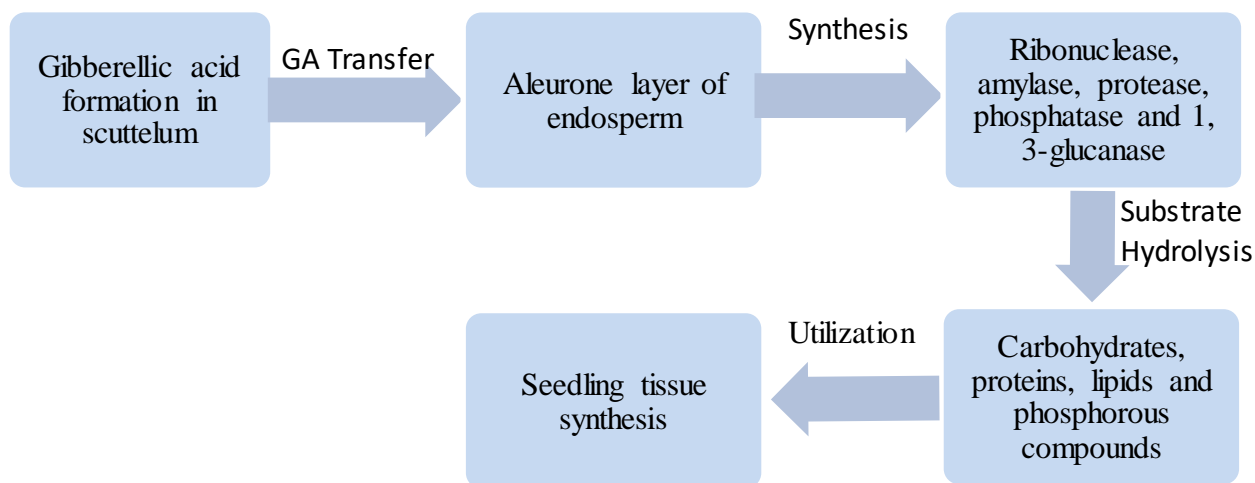 Gibberellic acid
formation in
scuttelum
GA Transfer
Aleurone layer of
endosperm
Synthesis
Ribonuclease,
amylase, protease,
phosphatase and 1,
3-glucanase
Substrate
Hydrolysis
Carbohydrates,
proteins, lipids and
phosphorous
compounds
Utilization
Seedling tissue
synthesis